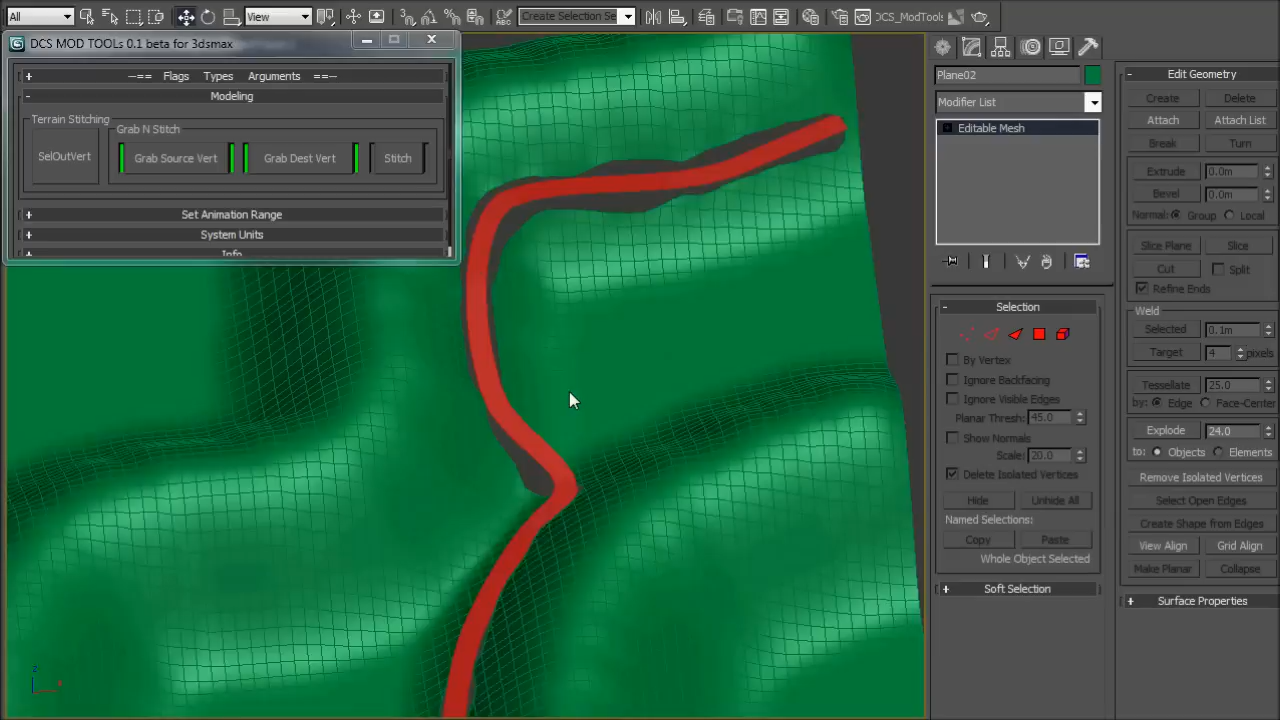 All
View
Create Selection Se
DCS_ModTools
DCS MOD TOOLs 0.1 beta for 3dsmax
--== Flags Types Arguments ==--
Modeling
Terrain Stitching
Grab N Stitch
SelOutVert
Grab Source Vert
Grab Dest Vert
Stitch
Set Animation Range
System Units
Info
Plane02
Modifier List
Editable Mesh
Selection
By Vertex
Ignore Backfacing
Ignore Visible Edges
Planar Thresh: 45.0
Show Normals
Scale: 20.0
Delete Isolated Vertices
Hide
Unhide All
Named Selections:
Copy
Paste
Whole Object Selected
Soft Selection
Edit Geometry
Create
Delete
Attach
Attach List
Break
Turn
Extrude
0.0m
Bevel
0.0m
Normal: Group Local
Slice Plane
Slice
Cut
Split
Refine Ends
Weld
Selected
0.1m
Target
4
pixels
Tessellate
25.0
by: Edge Face-Center
Explode
24.0
to: Objects Elements
Remove Isolated Vertices
Select Open Edges
Create Shape from Edges
View Align
Grid Align
Make Planar
Collapse
Surface Properties
z